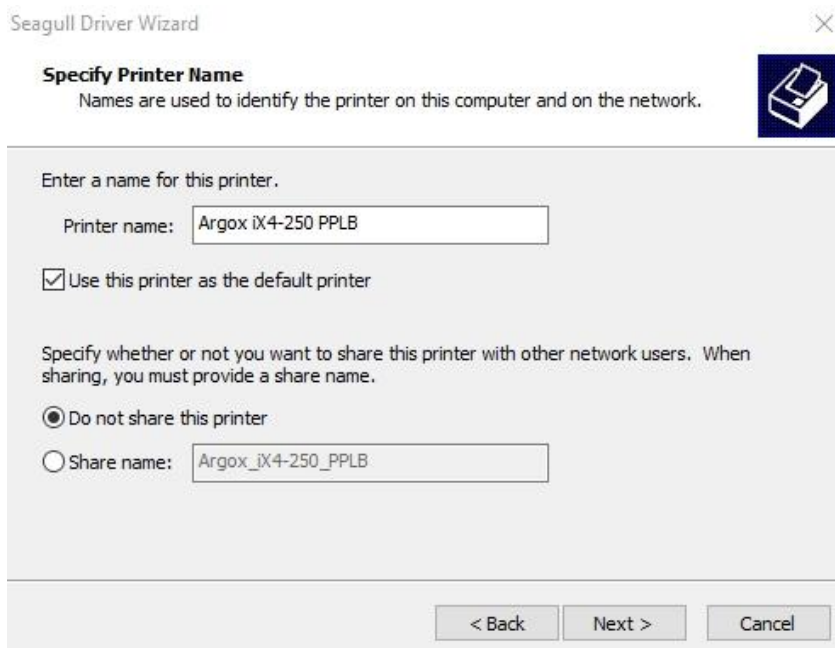 Seagull Driver Wizard
Specify Printer Name
Names are used to identify the printer on this computer and on the network.
Enter a name for this printer.
Printer name: Argox iX4-250 PPLB
Use this printer as the default printer
Specify whether or not you want to share this printer with other network users. When
sharing, you must provide a share name.
Do not share this printer
Share name: Argox_iX4-250_PPLB
< Back Next > Cancel